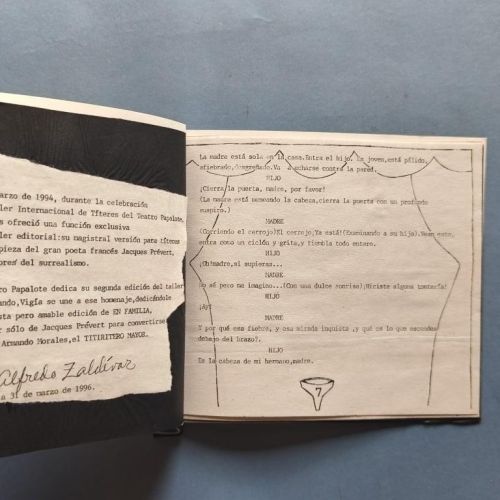 arzo de 1994, durante la celebración
ler Internacional de Títeres del Teatro Papalote,
s ofreció una función exclusiva
ler editorial:su magistral versión para títeres
pieza del gran poeta francés Jacques Prévert,
ores del surrealismo.
ro Papalote dedica su segunda edición del taller
ando,Vigía se une a ese homenaje,dedicándole
sta pero amable edición de EN FAMILIA,
r sólo de Jacques Prévert para convertirse
Armando Morales,el TITIRITERO MAYOR.
Alfredo Zaldívar
a 31 de marzo de 1996.
La madre está sola en la casa.Entra el hijo. Es joven,está pálido,
afiebrado,desgreñado.Va a echarse contra la pared.
HIJO
¡Cierra la puerta, madre, por favor!
(La madre está meneando la cabeza,cierra la puerta con un profundo
suspiro.)
MADRE
(Corriendo el cerrojo)El cerrojo,Ya está!(Examinando a su hijo).Vean este,
entra como un ciclón y grita,y tiembla todo entero.
HIJO
¡Oh!madre,si supieras...
MADRE
No sé pero me imagino...(Con una dulce sonrisa)¡Hiciste alguna tontería!
HIJO
¡Ay!
MADRE
Y por qué esa fiebre, y esa mirada inquieta ,y qué es lo que escondes
debajo del brazo?.
HIJO
Es la cabeza de mi hermano,madre.
7